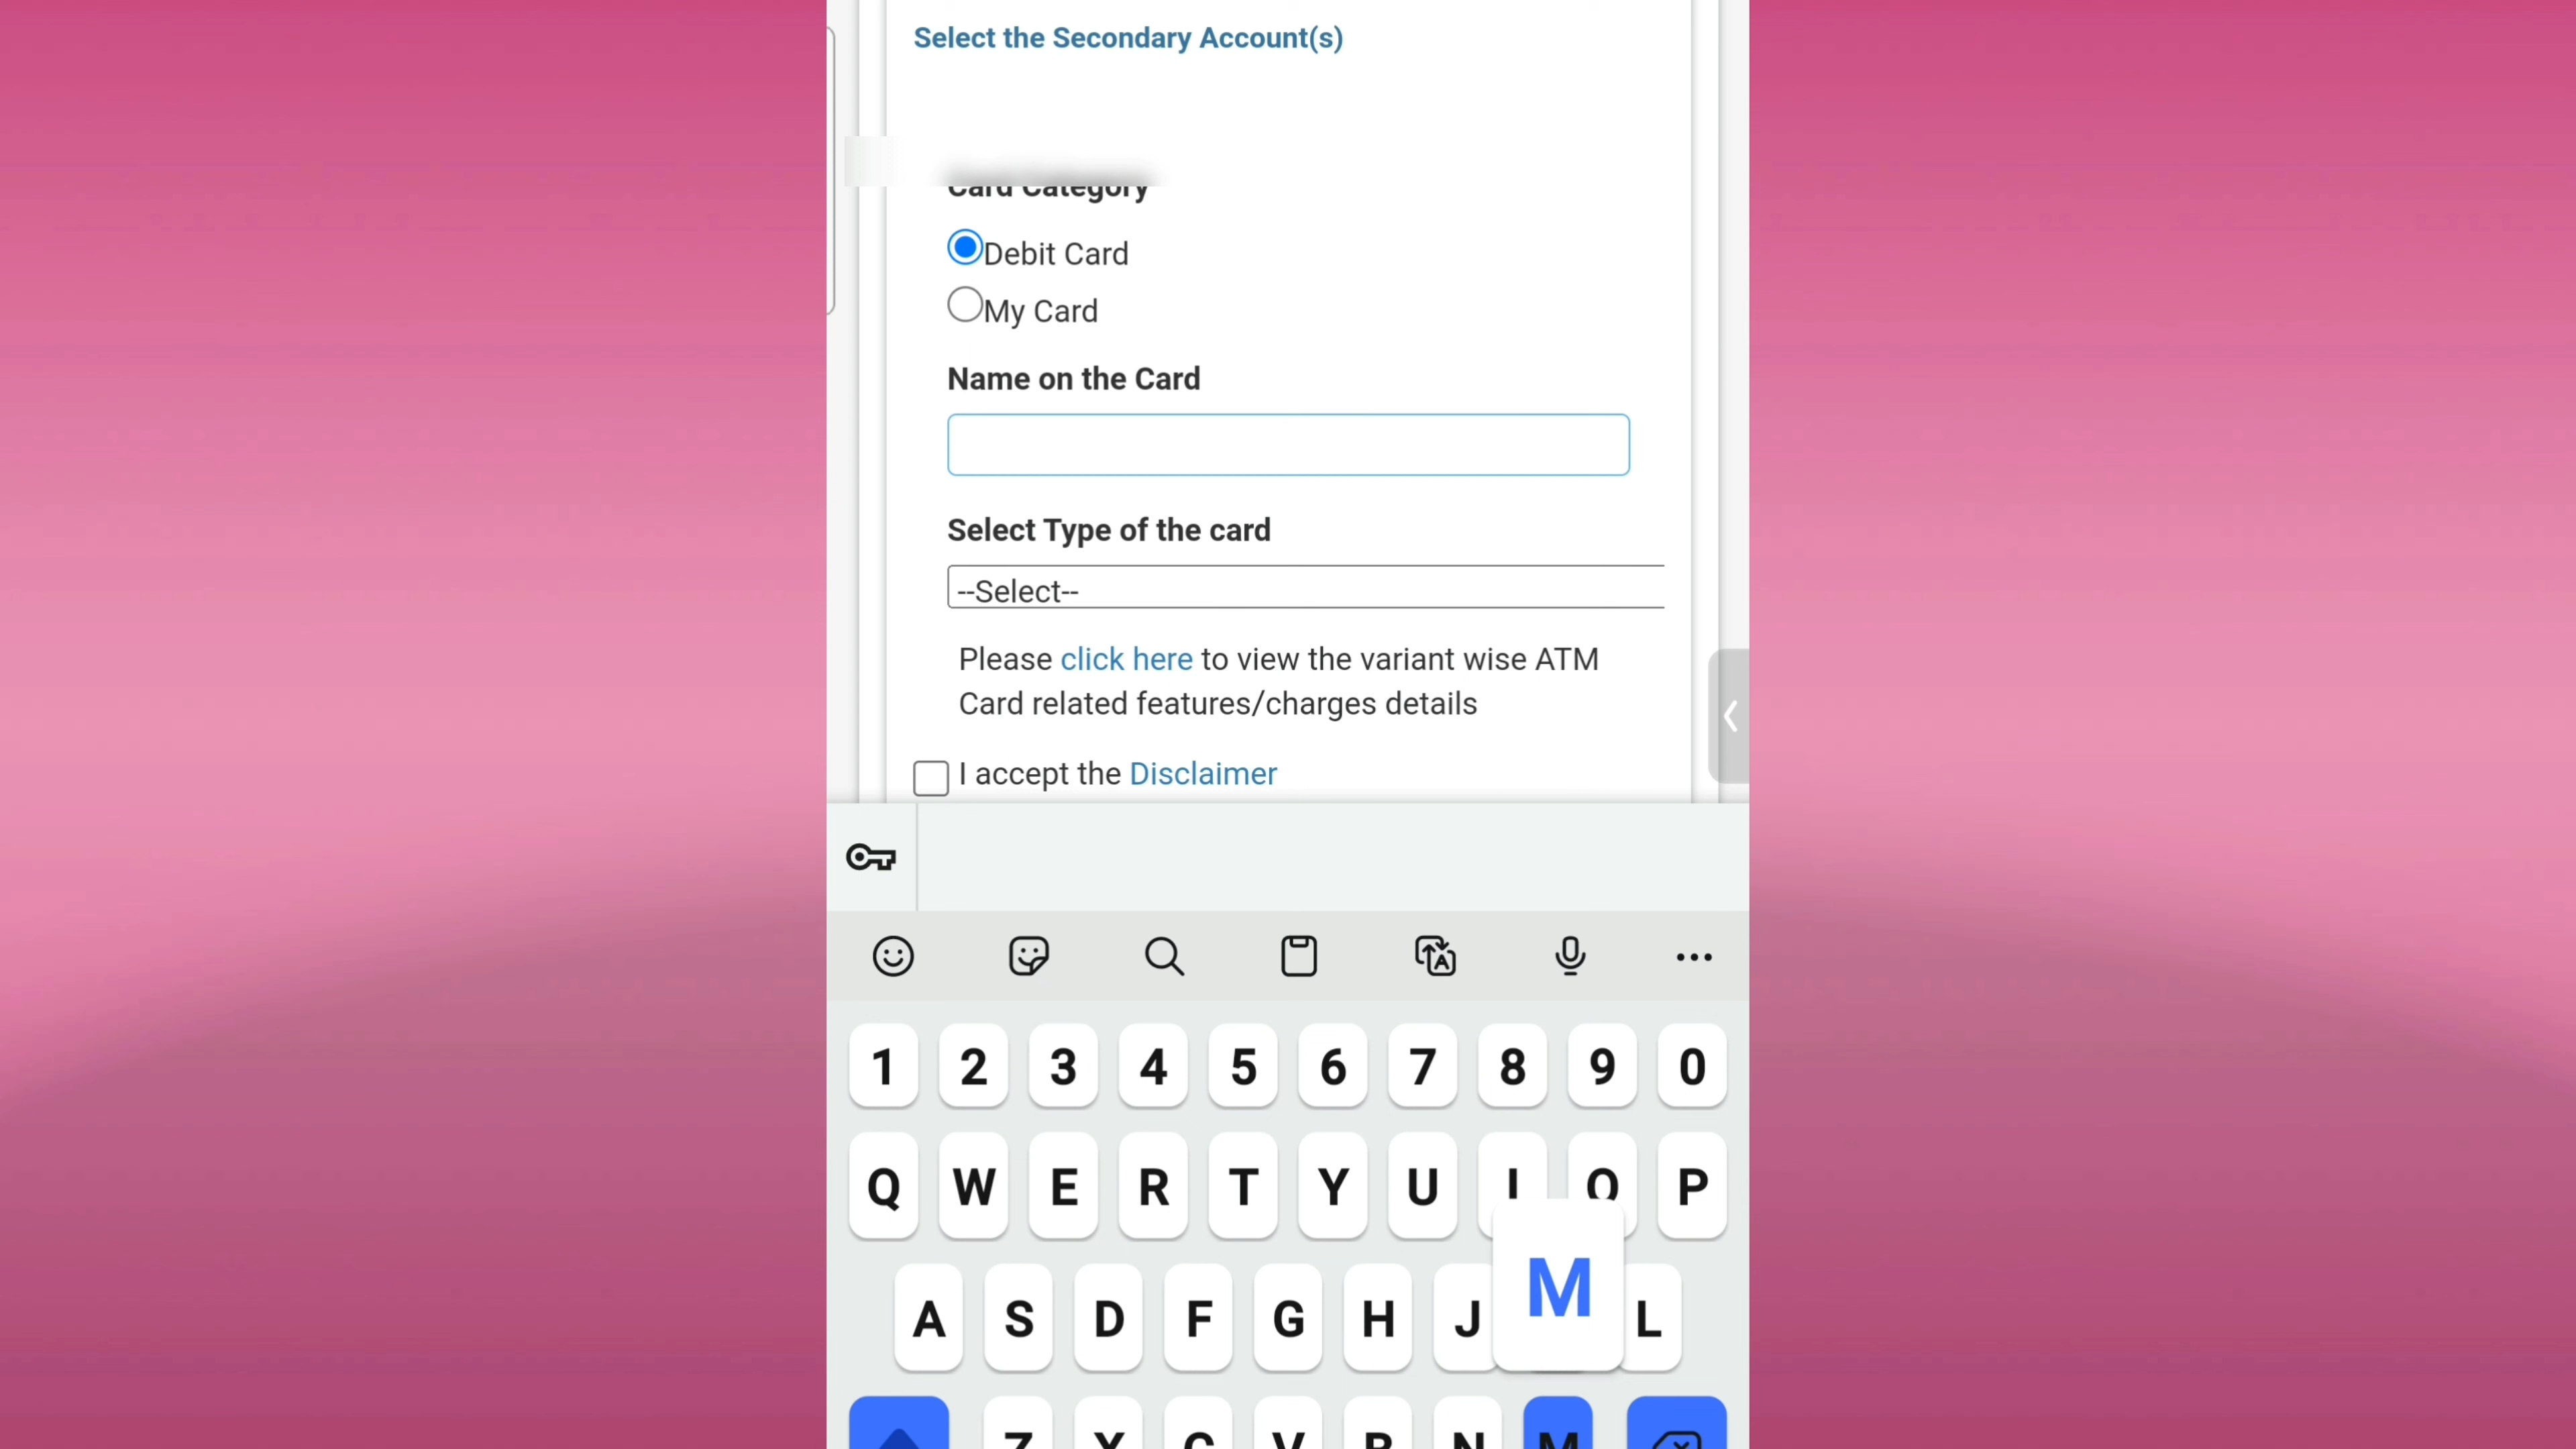 Select the Secondary Account(s)
Card Category
Debit Card
My Card
Name on the Card
Select Type of the card
--Select--
Please click here to view the variant wise ATM
Card related features/charges details
I accept the Disclaimer
1 2 3 4 5 6 7 8 9 0
Q W E R T Y U I O P
A S D F G H J M L
Z X C V B N M